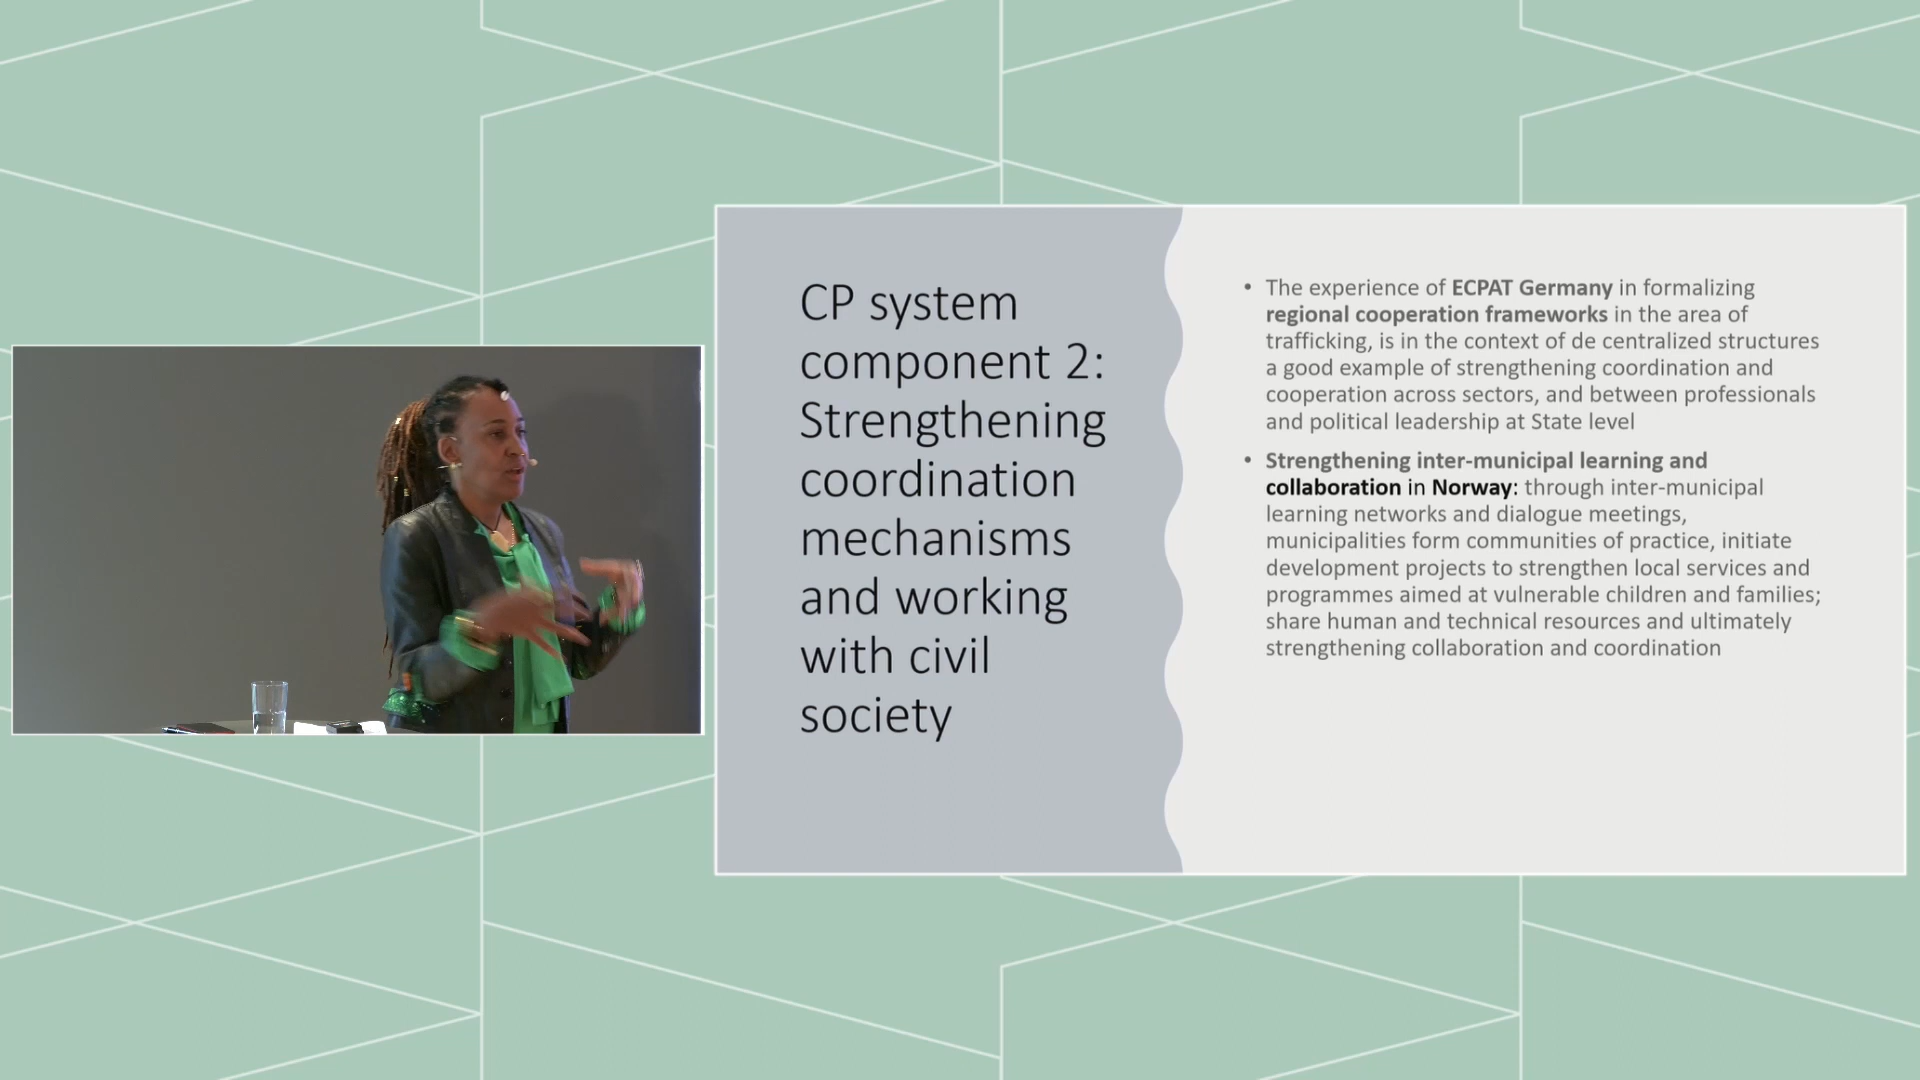 CP system
component 2:
Strengthening
coordination
mechanisms
and working
with civil
society
• The experience of ECPAT Germany in formalizing
regional cooperation frameworks in the area of
trafficking, is in the context of de centralized structures
a good example of strengthening coordination and
cooperation across sectors, and between professionals
and political leadership at State level
• Strengthening inter-municipal learning and
collaboration in Norway: through inter-municipal
learning networks and dialogue meetings,
municipalities form communities of practice, initiate
development projects to strengthen local services and
programmes aimed at vulnerable children and families;
share human and technical resources and ultimately
strengthening collaboration and coordination